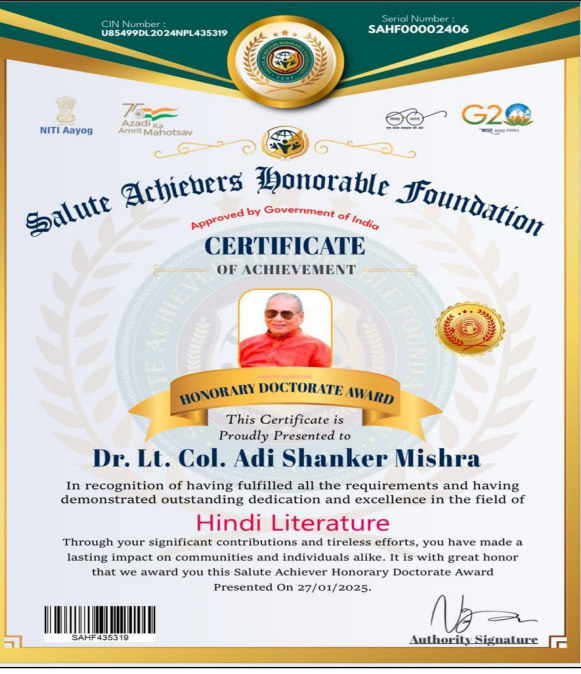 CIN Number :
U85499DL2024NPL435319
Serial Number :
SAHF00002406
NITI Aayog
75
Azadi Ka
Amrit Mahotsav
G20
Salute Achievers Honorable Foundation
Approved by Government of India
CERTIFICATE
OF ACHIEVEMENT
HONORARY DOCTORATE AWARD
This Certificate is
Proudly Presented to
Dr. Lt. Col. Adi Shanker Mishra
In recognition of having fulfilled all the requirements and having
demonstrated outstanding dedication and excellence in the field of
Hindi Literature
Through your significant contributions and tireless efforts, you have made a
lasting impact on communities and individuals alike. It is with great honor
that we award you this Salute Achiever Honorary Doctorate Award
Presented On 27/01/2025.
SAHF435319
Authority Signature